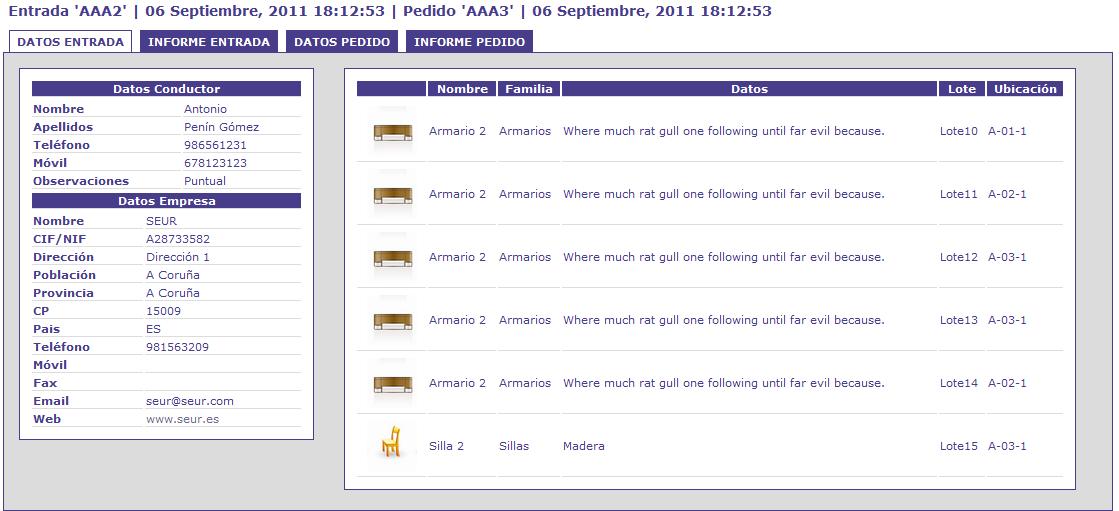 Entrada 'AAA2' | 06 Septiembre, 2011 18:12:53 | Pedido 'AAA3' | 06 Septiembre, 2011 18:12:53
DATOS ENTRADA INFORME ENTRADA DATOS PEDIDO INFORME PEDIDO
Datos Conductor
Nombre Antonio
Apellidos Penín Gómez
Teléfono 986561231
Móvil 678123123
Observaciones Puntual
Datos Empresa
Nombre SEUR
CIF/NIF A28733582
Dirección Dirección 1
Población A Coruña
Provincia A Coruña
CP 15009
Pais ES
Teléfono 981563209
Móvil
Fax
Email seur@seur.com
Web www.seur.es
Nombre Familia Datos Lote Ubicación
Armario 2 Armarios Where much rat gull one following until far evil because. Lote10 A-01-1
Armario 2 Armarios Where much rat gull one following until far evil because. Lote11 A-02-1
Armario 2 Armarios Where much rat gull one following until far evil because. Lote12 A-03-1
Armario 2 Armarios Where much rat gull one following until far evil because. Lote13 A-03-1
Armario 2 Armarios Where much rat gull one following until far evil because. Lote14 A-02-1
Silla 2 Sillas Madera Lote15 A-03-1